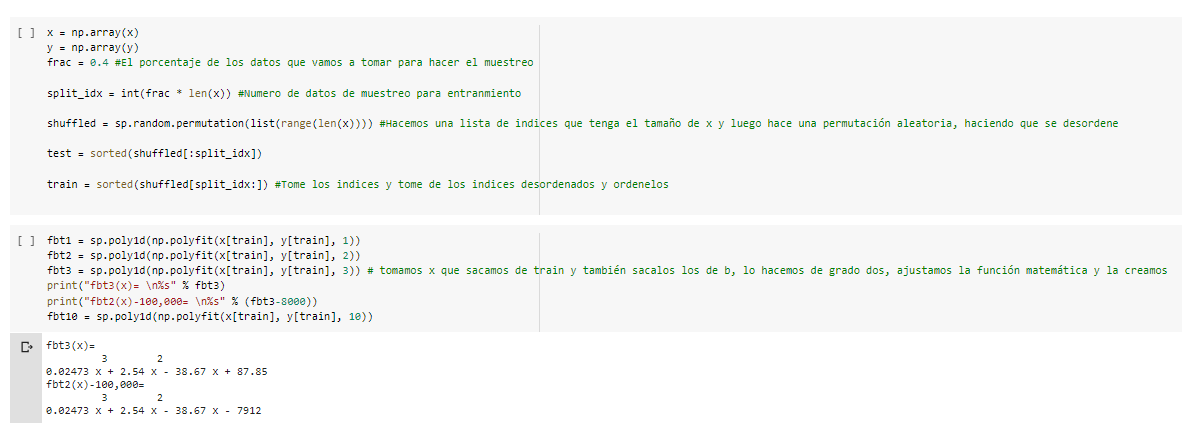 [ ] x = np.array(x)
y = np.array(y)
frac = 0.4 #El porcentaje de los datos que vamos a tomar para hacer el muestreo
split_idx = int(frac * len(x)) #Numero de datos de muestreo para entranmiento
shuffled = sp.random.permutation(list(range(len(x)))) #Hacemos una lista de indices que tenga el tamaño de x y luego hace una permutación aleatoria, haciendo que se desordene
test = sorted(shuffled[:split_idx])
train = sorted(shuffled[split_idx:]) #Tome los indices y tome de los indices desordenados y ordenelos
[ ] fbt1 = sp.poly1d(np.polyfit(x[train], y[train], 1))
fbt2 = sp.poly1d(np.polyfit(x[train], y[train], 2))
fbt3 = sp.poly1d(np.polyfit(x[train], y[train], 3)) # tomamos x que sacamos de train y también sacalos los de b, lo hacemos de grado dos, ajustamos la función matemática y la creamos
print("fbt3(x)= \n%s" % fbt3)
print("fbt2(x)-100,000= \n%s" % (fbt3-8000))
fbt10 = sp.poly1d(np.polyfit(x[train], y[train], 10))
fbt3(x)=
3 2
0.02473 x + 2.54 x - 38.67 x + 87.85
fbt2(x)-100,000=
3 2
0.02473 x + 2.54 x - 38.67 x - 7912